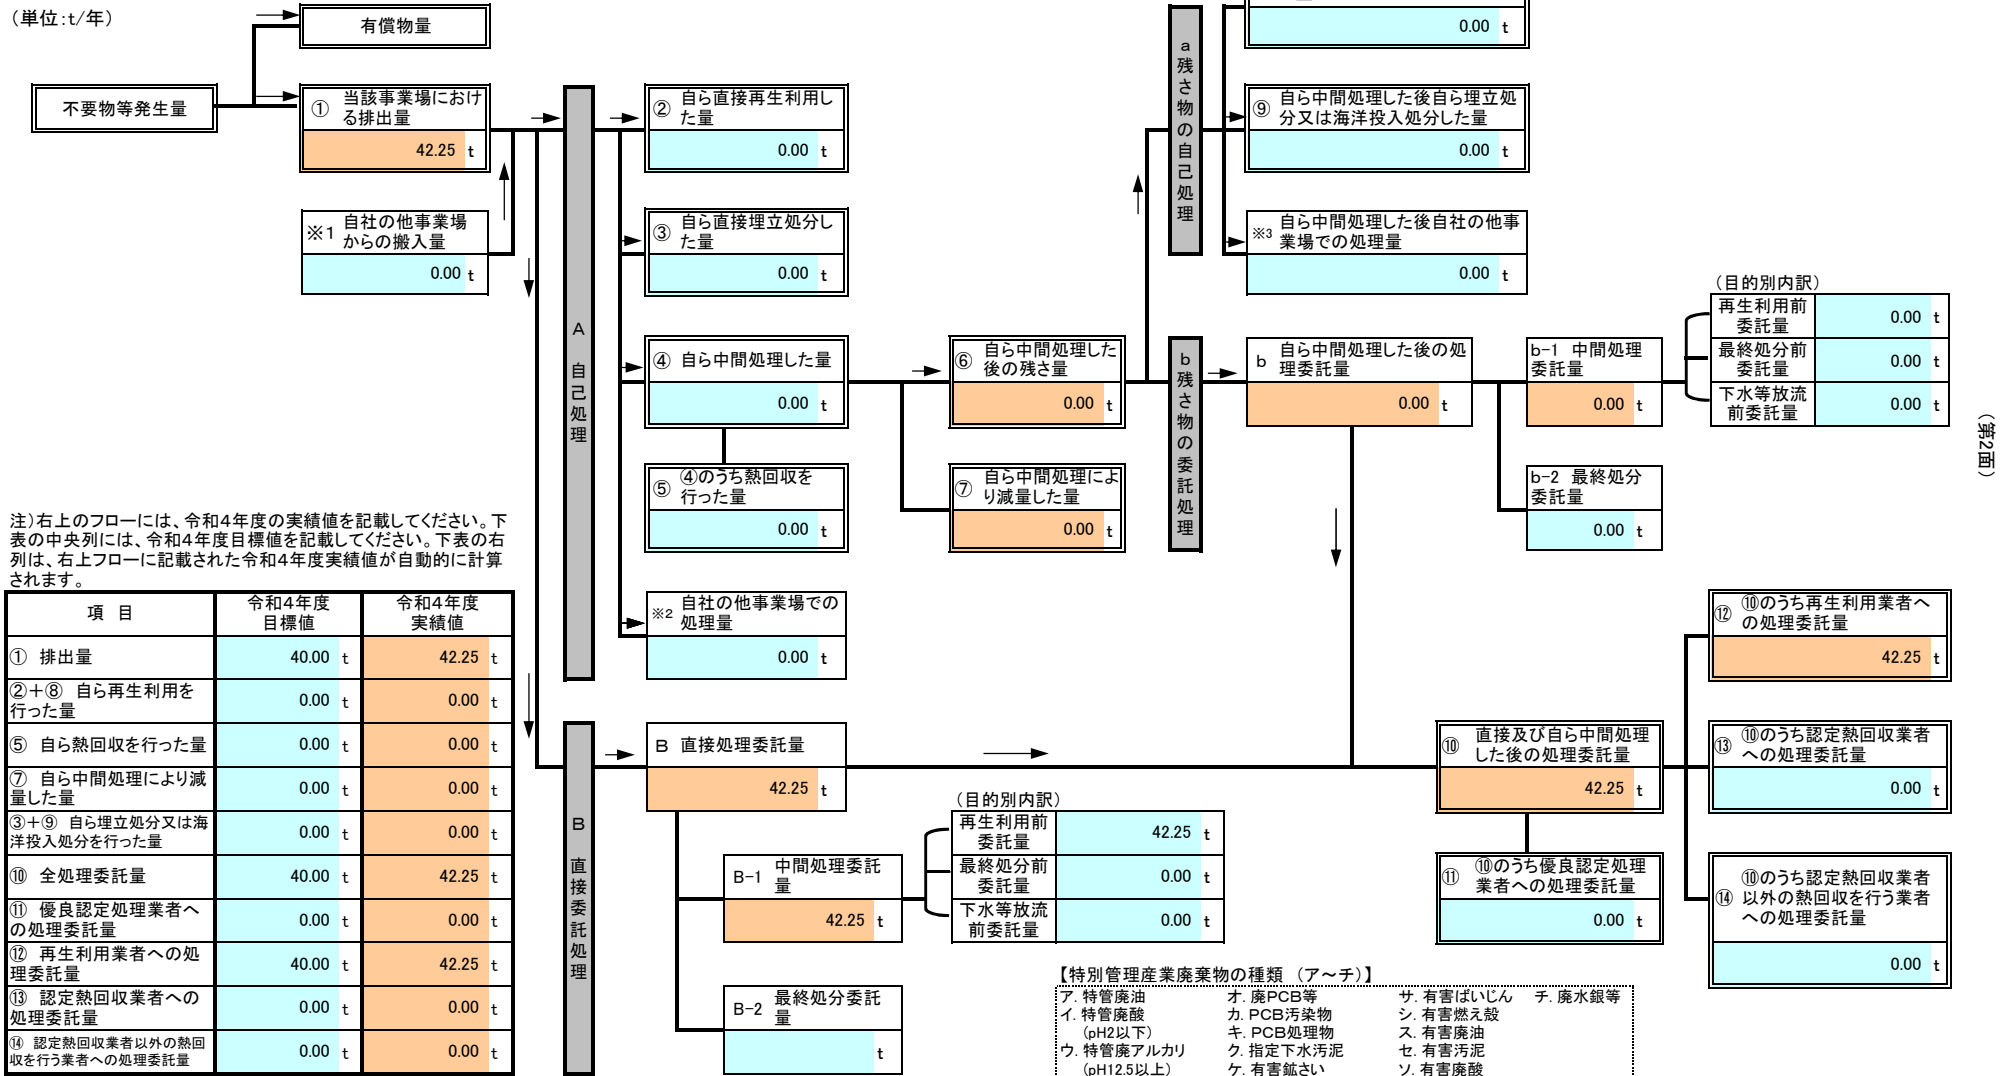 （単位：t/年）
有償物量
不要物等発生量
① 当該事業場におけ
る排出量
42.25 t
※1 自社の他事業場
からの搬入量
0.00 t
A 自己処理
② 自ら直接再生利用し
た量
0.00 t
③ 自ら直接埋立処分し
た量
0.00 t
④ 自ら中間処理した量
0.00 t
⑤ ④のうち熱回収を
行った量
0.00 t
※2 自社の他事業場での
処理量
0.00 t
⑥ 自ら中間処理した
後の残さ量
0.00 t
⑦ 自ら中間処理によ
り減量した量
0.00 t
a 残さ物の自己処理
0.00 t
⑨ 自ら中間処理した後自ら埋立処
分又は海洋投入処分した量
0.00 t
※3 自ら中間処理した後自社の他事
業場での処理量
0.00 t
b 残さ物の委託処理
b 自ら中間処理した後の処
理委託量
0.00 t
b-1 中間処理
委託量
0.00 t
b-2 最終処分
委託量
0.00 t
（目的別内訳）
再生利用前
委託量 0.00 t
最終処分前
委託量 0.00 t
下水等放流
前委託量 0.00 t
（第2面）
注）右上のフローには、令和４年度の実績値を記載してください。下
表の中央列には、令和４年度目標値を記載してください。下表の右
列は、右上フローに記載された令和４年度実績値が自動的に計算
されます。
項 目 令和４年度 令和４年度
目標値 実績値
① 排出量 40.00 t 42.25 t
②＋⑧ 自ら再生利用を
行った量 0.00 t 0.00 t
⑤ 自ら熱回収を行った量 0.00 t 0.00 t
⑦ 自ら中間処理により減
量した量 0.00 t 0.00 t
③＋⑨ 自ら埋立処分又は海
洋投入処分を行った量 0.00 t 0.00 t
⑩ 全処理委託量 40.00 t 42.25 t
⑪ 優良認定処理業者へ
の処理委託量 0.00 t 0.00 t
⑫ 再生利用業者への処
理委託量 40.00 t 42.25 t
⑬ 認定熱回収業者への
処理委託量 0.00 t 0.00 t
⑭ 認定熱回収業者以外の熱回
収を行う業者への処理委託量 0.00 t 0.00 t
B 直接委託処理
B 直接処理委託量
42.25 t
B-1 中間処理委託
量
42.25 t
B-2 最終処分委託
量
t
（目的別内訳）
再生利用前
委託量 42.25 t
最終処分前
委託量 0.00 t
下水等放流
前委託量 0.00 t
⑩ 直接及び自ら中間処理
した後の処理委託量
42.25 t
⑪ ⑩のうち優良認定処理
業者への処理委託量
0.00 t
⑫ ⑩のうち再生利用業者へ
の処理委託量
42.25 t
⑬ ⑩のうち認定熱回収業者
への処理委託量
0.00 t
⑭ ⑩のうち認定熱回収業者
以外の熱回収を行う業者
への処理委託量
0.00 t
【特別管理産業廃棄物の種類 （ア～チ）】
ア. 特管廃油 オ. 廃PCB等 サ. 有害ばいじん チ. 廃水銀等
イ. 特管廃酸 カ. PCB汚染物 シ. 有害燃え殻
（pH2以下） キ. PCB処理物 ス. 有害廃油
ウ. 特管廃アルカリ ク. 指定下水汚泥 セ. 有害汚泥
（pH12.5以上） ケ. 有害鉱さい ソ. 有害廃酸